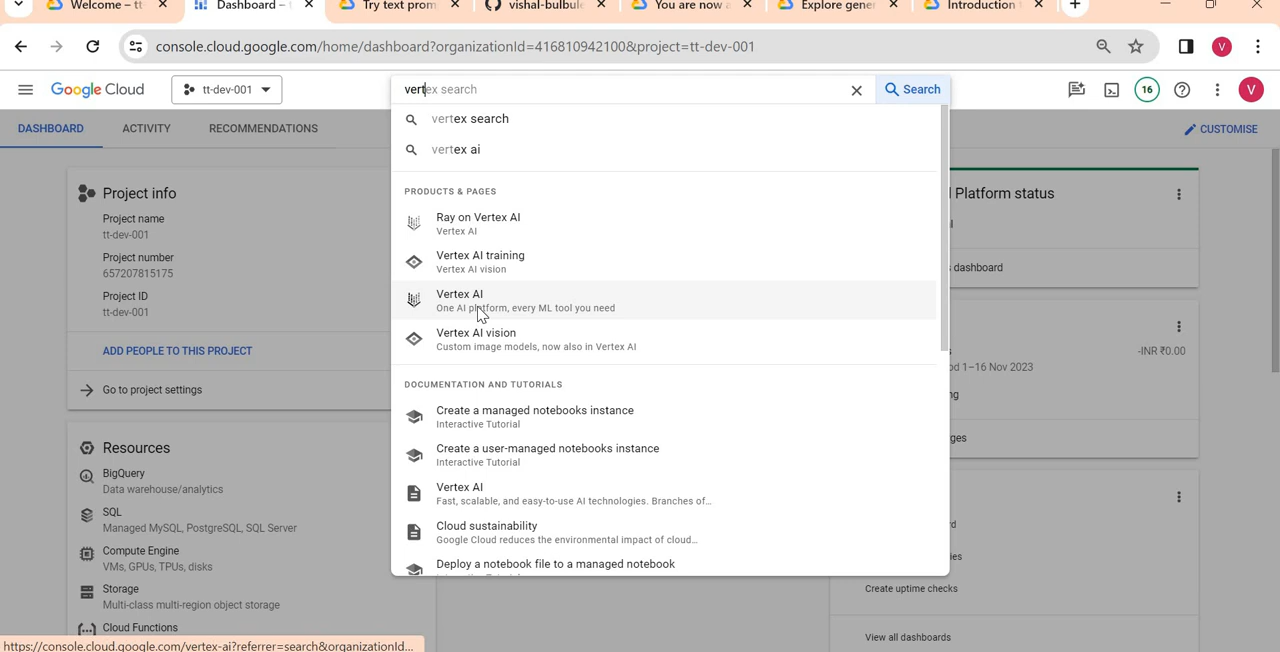 Welcome – tt-
Dashboard – t
Try text prom
vishal-bulbule
You are now a
Explore gener
Introduction t
console.cloud.google.com/home/dashboard?organizationId=416810942100&project=tt-dev-001
Google Cloud
tt-dev-001
vertex search
Search
16
V
V
DASHBOARD
ACTIVITY
RECOMMENDATIONS
CUSTOMISE
vertex search
vertex ai
PRODUCTS & PAGES
Ray on Vertex AI
Vertex AI
Vertex AI training
Vertex AI vision
Vertex AI
One AI platform, every ML tool you need
Vertex AI vision
Custom image models, now also in Vertex AI
DOCUMENTATION AND TUTORIALS
Create a managed notebooks instance
Interactive Tutorial
Create a user-managed notebooks instance
Interactive Tutorial
Vertex AI
Fast, scalable, and easy-to-use AI technologies. Branches of…
Cloud sustainability
Google Cloud reduces the environmental impact of cloud…
Deploy a notebook file to a managed notebook
Project info
Project name
tt-dev-001
Project number
657207815175
Project ID
tt-dev-001
ADD PEOPLE TO THIS PROJECT
Go to project settings
Resources
BigQuery
Data warehouse/analytics
SQL
Managed MySQL, PostgreSQL, SQL Server
Compute Engine
VMs, GPUs, TPUs, disks
Storage
Multi-class multi-region object storage
Cloud Functions
Platform status
dashboard
-INR ₹0.00
od 1–16 Nov 2023
ng
rges
rd
ies
Create uptime checks
View all dashboards
https://console.cloud.google.com/vertex-ai?referrer=search&organizationId...